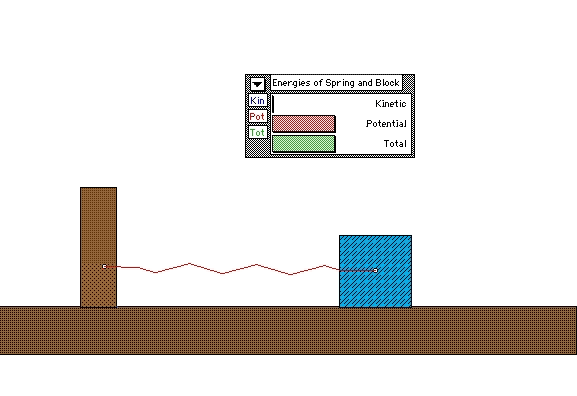 Energies of Spring and Block
Kin
Kinetic
Pot
Potential
Tot
Total